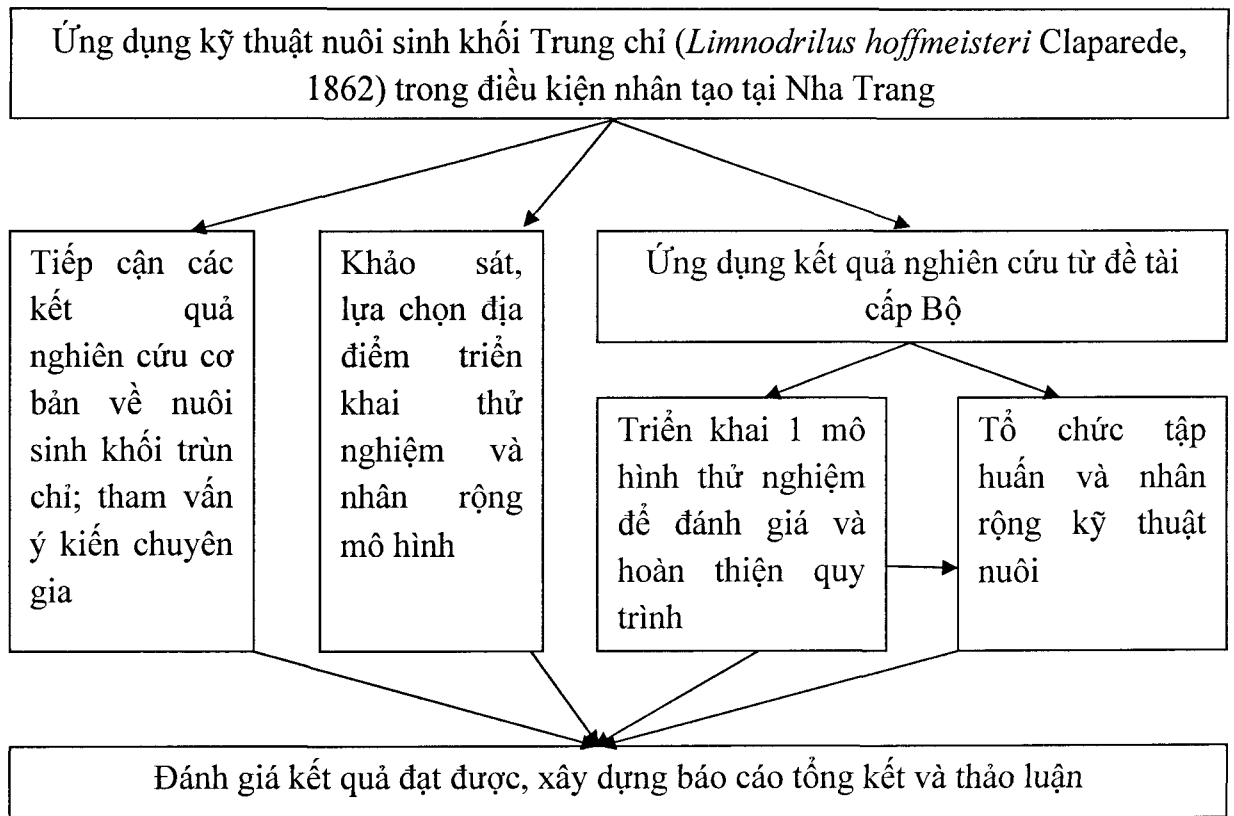 Ứng dụng kỹ thuật nuôi sinh khối Trung chỉ (Limnodrilus hoffmeisteri Claparede,
1862) trong điều kiện nhân tạo tại Nha Trang
Tiếp cận các
kết quả
nghiên cứu cơ
bản về nuôi
sinh khối trùn
chỉ; tham vấn
ý kiến chuyên
gia
Khảo sát,
lựa chọn địa
điểm triển
khai thử
nghiệm và
nhân rộng
mô hình
Ứng dụng kết quả nghiên cứu từ đề tài
cấp Bộ
Triển khai 1 mô
hình thử nghiệm
để đánh giá và
hoàn thiện quy
trình
Tổ chức tập
huấn và nhân
rộng kỹ thuật
nuôi
Đánh giá kết quả đạt được, xây dựng báo cáo tổng kết và thảo luận